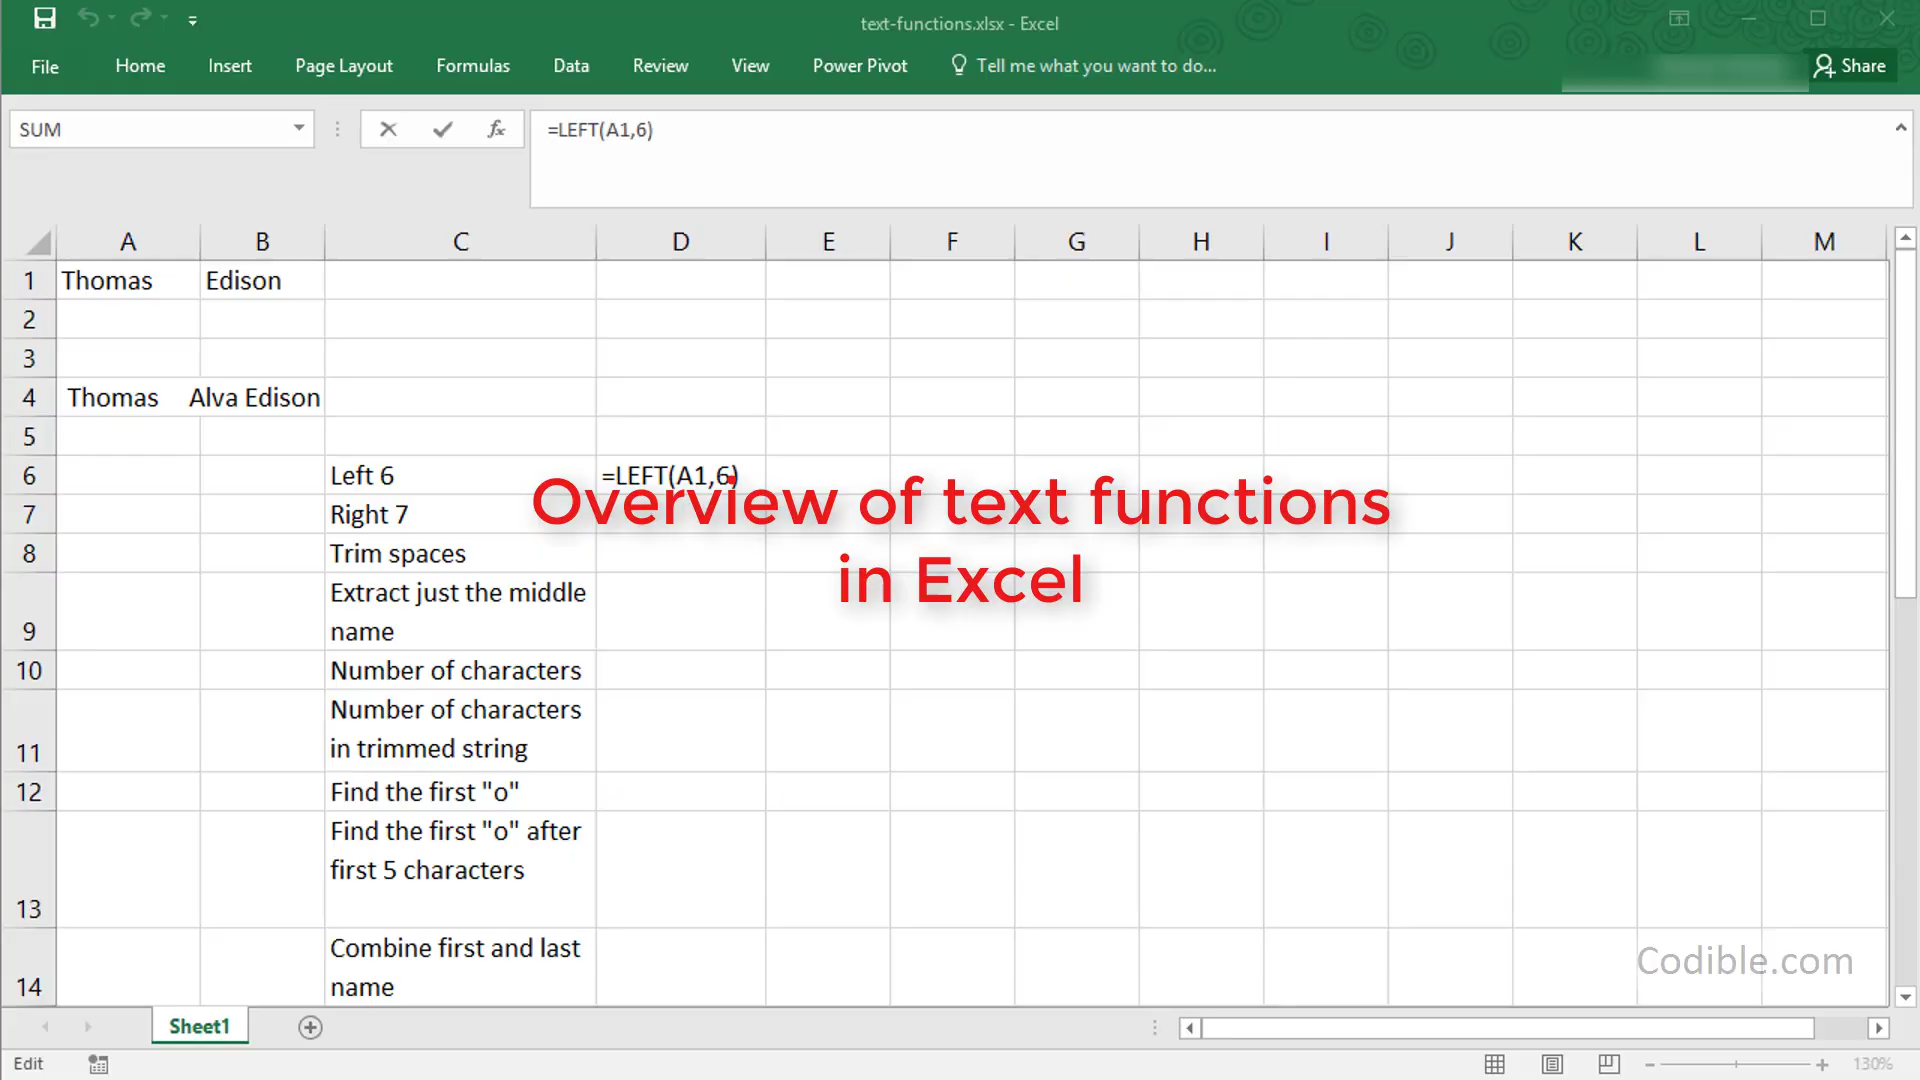 text-functions.xlsx - Excel
File Home Insert Page Layout Formulas Data Review View Power Pivot Tell me what you want to do... Share
SUM fx =LEFT(A1,6)
A B C D E F G H I J K L M
1 Thomas Edison
2
3
4 Thomas Alva Edison
5
6 Left 6 =LEFT(A1,6)
7 Right 7
Overview of text functions
in Excel
8 Trim spaces
Extract just the middle
9 name
10 Number of characters
Number of characters
11 in trimmed string
12 Find the first "o"
Find the first "o" after
first 5 characters
13
Combine first and last
14 name
Codible.com
Sheet1
Edit 130%